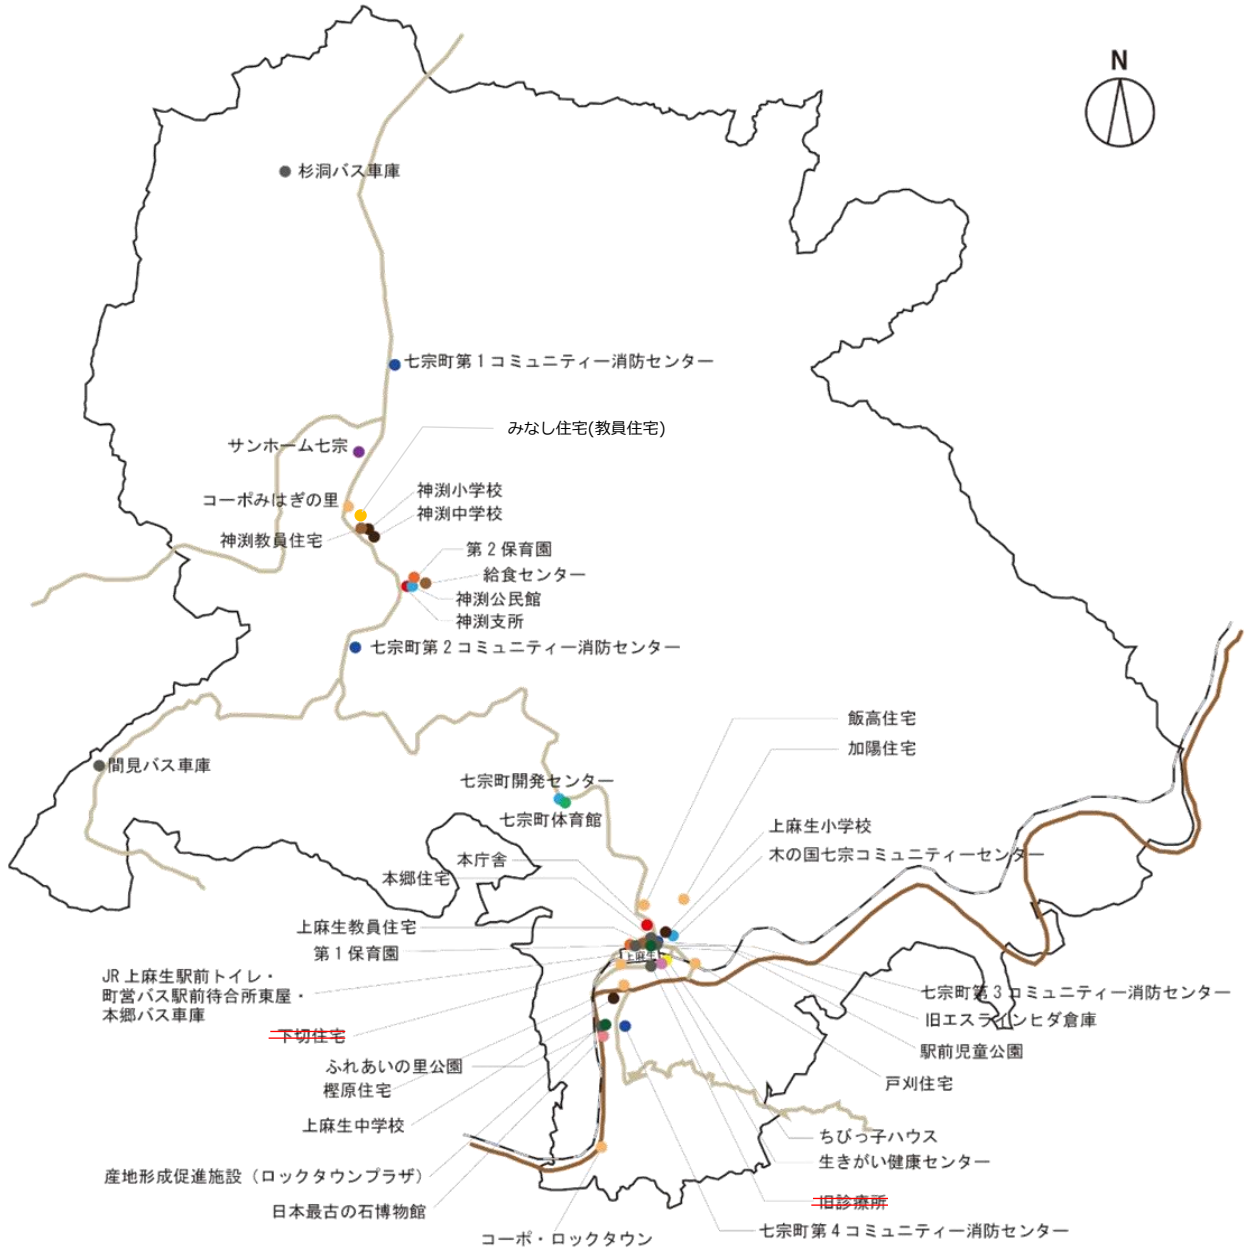 N
杉洞バス車庫
七宗町第1コミュニティー消防センター
みなし住宅(教員住宅)
サンホーム七宗
コーポみはぎの里
神渕小学校
神渕中学校
神渕教員住宅
第2保育園
給食センター
神渕公民館
神渕支所
七宗町第2コミュニティー消防センター
飯高住宅
加陽住宅
間見バス車庫
七宗町開発センター
七宗町体育館
上麻生小学校
木の国七宗コミュニティーセンター
本庁舎
本郷住宅
上麻生教員住宅
第1保育園
上麻生
JR上麻生駅前トイレ・
町営バス駅前待合所東屋・
本郷バス車庫
下切住宅
七宗町第3コミュニティー消防センター
旧エスラインヒダ倉庫
駅前児童公園
戸刈住宅
ふれあいの里公園
樫原住宅
上麻生中学校
ちびっ子ハウス
生きがい健康センター
産地形成促進施設（ロックタウンプラザ）
旧診療所
日本最古の石博物館
七宗町第4コミュニティー消防センター
コーポ・ロックタウン